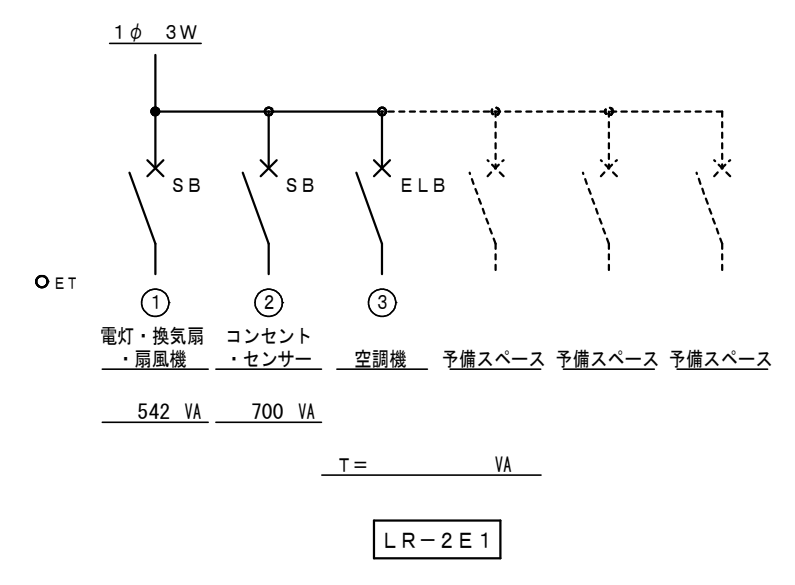 1φ 3W
SB
SB
ELB
ET
①
②
③
電灯・換気扇
・扇風機
コンセント
・センサー
空調機
予備スペース
予備スペース
予備スペース
542 VA
700 VA
T= VA
LR-2E1